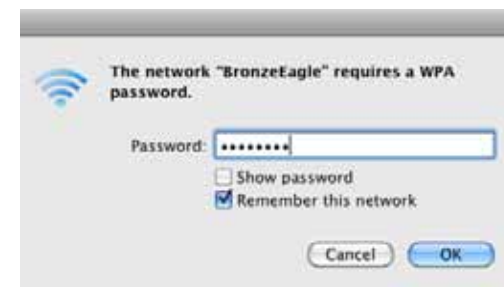 The network "BronzeEagle" requires a WPA
password.
Password: ••••••••
Show password
Remember this network
Cancel OK